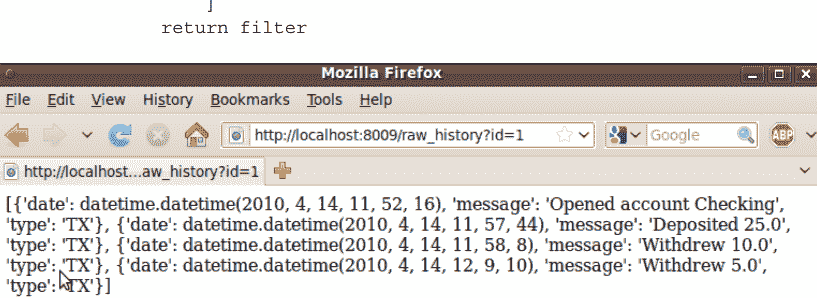 ]
return filter
Mozilla Firefox
File Edit View History Bookmarks Tools Help
http://localhost:8009/raw_history?id=1 Google ABP
http://localhost...aw_history?id=1
[{'date': datetime.datetime(2010, 4, 14, 11, 52, 16), 'message': 'Opened account Checking',
'type': 'TX'}, {'date': datetime.datetime(2010, 4, 14, 11, 57, 44), 'message': 'Deposited 25.0',
'type': 'TX'}, {'date': datetime.datetime(2010, 4, 14, 11, 58, 8), 'message': 'Withdrew 10.0',
'type': 'TX'}, {'date': datetime.datetime(2010, 4, 14, 12, 9, 10), 'message': 'Withdrew 5.0',
'type': 'TX'}]